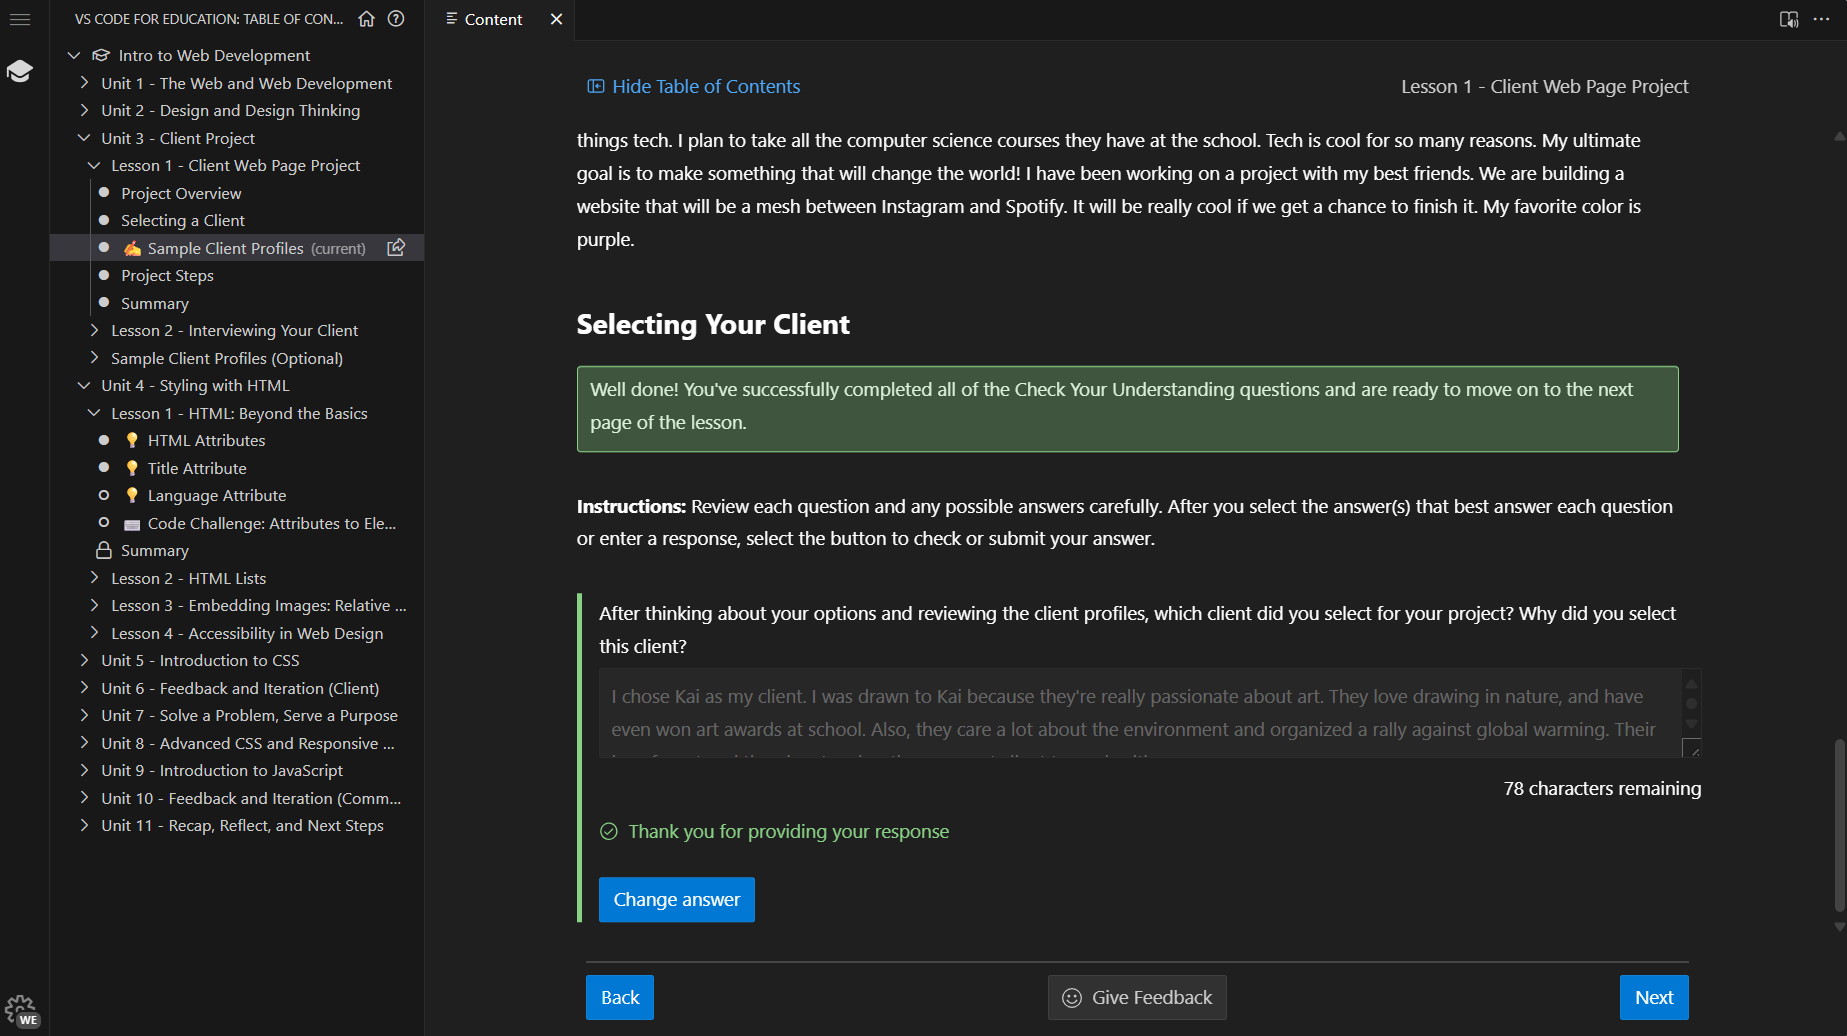 VS CODE FOR EDUCATION: TABLE OF CON...
Intro to Web Development
Unit 1 - The Web and Web Development
Unit 2 - Design and Design Thinking
Unit 3 - Client Project
Lesson 1 - Client Web Page Project
Project Overview
Selecting a Client
Sample Client Profiles (current)
Project Steps
Summary
Lesson 2 - Interviewing Your Client
Sample Client Profiles (Optional)
Unit 4 - Styling with HTML
Lesson 1 - HTML: Beyond the Basics
HTML Attributes
Title Attribute
Language Attribute
Code Challenge: Attributes to Ele...
Summary
Lesson 2 - HTML Lists
Lesson 3 - Embedding Images: Relative ...
Lesson 4 - Accessibility in Web Design
Unit 5 - Introduction to CSS
Unit 6 - Feedback and Iteration (Client)
Unit 7 - Solve a Problem, Serve a Purpose
Unit 8 - Advanced CSS and Responsive ...
Unit 9 - Introduction to JavaScript
Unit 10 - Feedback and Iteration (Comm...
Unit 11 - Recap, Reflect, and Next Steps
WE
Content
Hide Table of Contents
Lesson 1 - Client Web Page Project
things tech. I plan to take all the computer science courses they have at the school. Tech is cool for so many reasons. My ultimate
goal is to make something that will change the world! I have been working on a project with my best friends. We are building a
website that will be a mesh between Instagram and Spotify. It will be really cool if we get a chance to finish it. My favorite color is
purple.
Selecting Your Client
Well done! You've successfully completed all of the Check Your Understanding questions and are ready to move on to the next
page of the lesson.
Instructions: Review each question and any possible answers carefully. After you select the answer(s) that best answer each question
or enter a response, select the button to check or submit your answer.
After thinking about your options and reviewing the client profiles, which client did you select for your project? Why did you select
this client?
I chose Kai as my client. I was drawn to Kai because they're really passionate about art. They love drawing in nature, and have
even won art awards at school. Also, they care a lot about the environment and organized a rally against global warming. Their
78 characters remaining
Thank you for providing your response
Change answer
Back
Give Feedback
Next